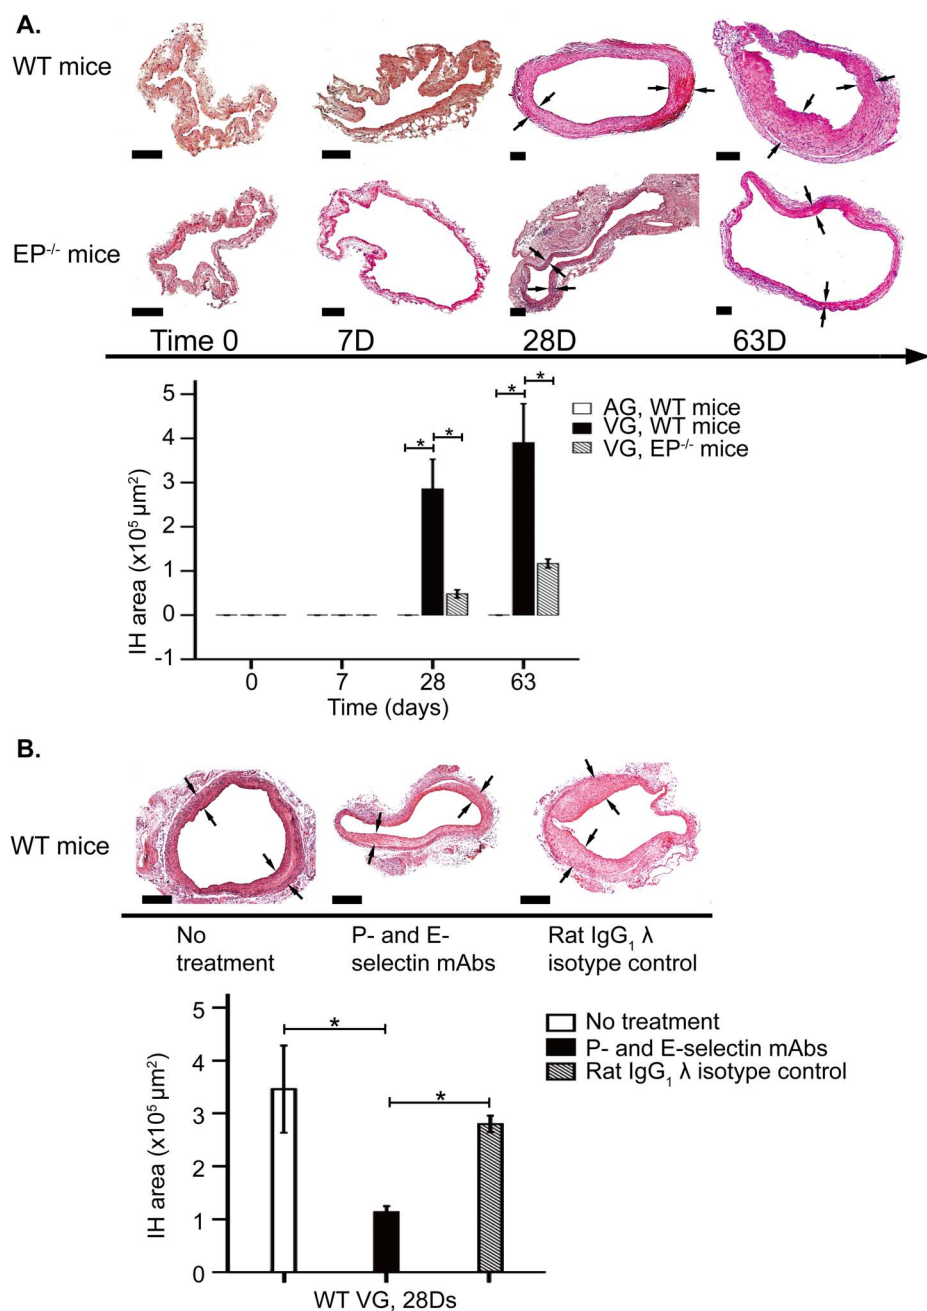 A.
WT mice
EP-/- mice
Time 0 7D 28D 63D
5
4
3
2
1
0
-1
IH area (x10⁵ µm²)
* * * *
AG, WT mice
VG, WT mice
VG, EP-/- mice
0 7 28 63
Time (days)
B.
WT mice
No
treatment
P- and E-
selectin mAbs
Rat IgG₁ λ
isotype control
5
4
3
2
1
0
IH area (x10⁵ µm²)
* *
No treatment
P- and E-selectin mAbs
Rat IgG₁ λ isotype control
WT VG, 28Ds